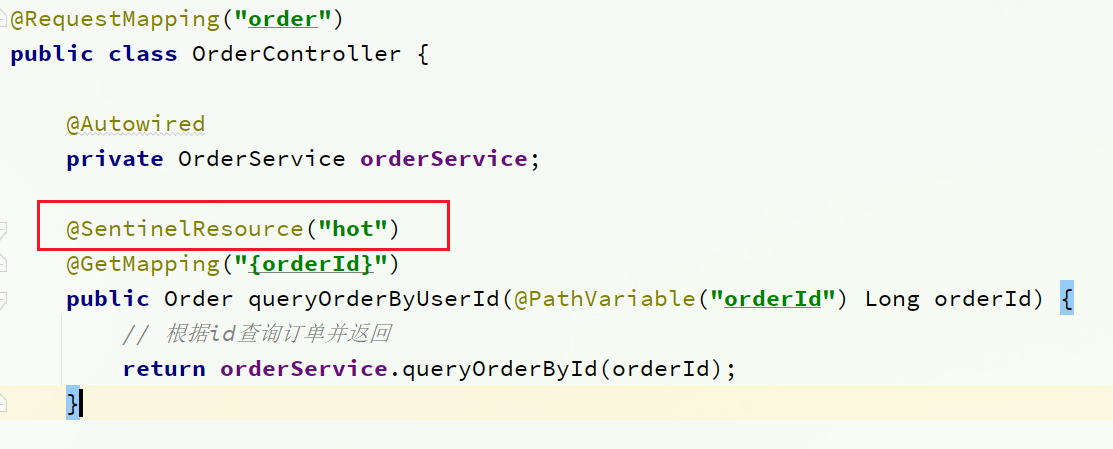 @RequestMapping("order")
public class OrderController {
@Autowired
private OrderService orderService;
@SentinelResource("hot")
@GetMapping("{orderId}")
public Order queryOrderByUserId(@PathVariable("orderId") Long orderId) {
// 根据id查询订单并返回
return orderService.queryOrderById(orderId);
}